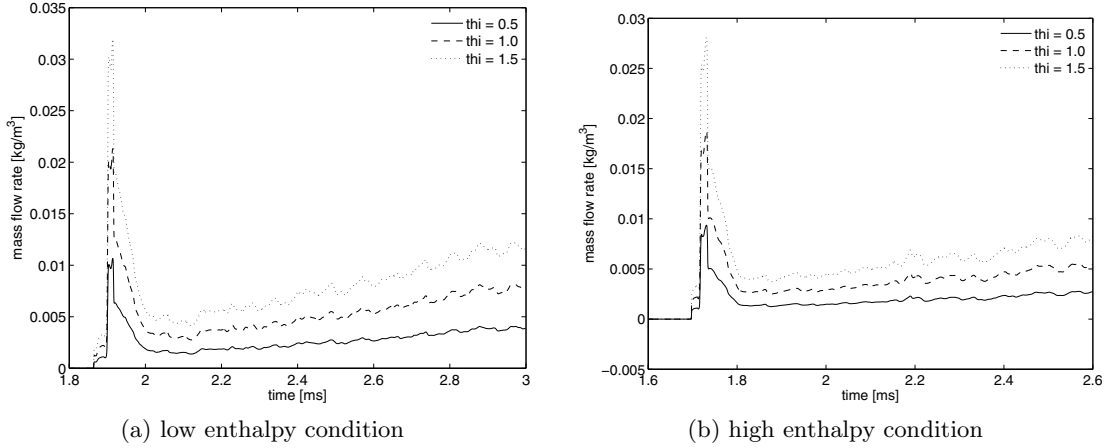 0.035
0.03
0.025
0.02
0.015
0.01
0.005
0
mass flow rate [kg/m³]
thi = 0.5
thi = 1.0
thi = 1.5
1.8 2 2.2 2.4 2.6 2.8 3
time [ms]
(a) low enthalpy condition
0.03
0.025
0.02
0.015
0.01
0.005
0
−0.005
mass flow rate [kg/m³]
thi = 0.5
thi = 1.0
thi = 1.5
1.6 1.8 2 2.2 2.4 2.6
time [ms]
(b) high enthalpy condition